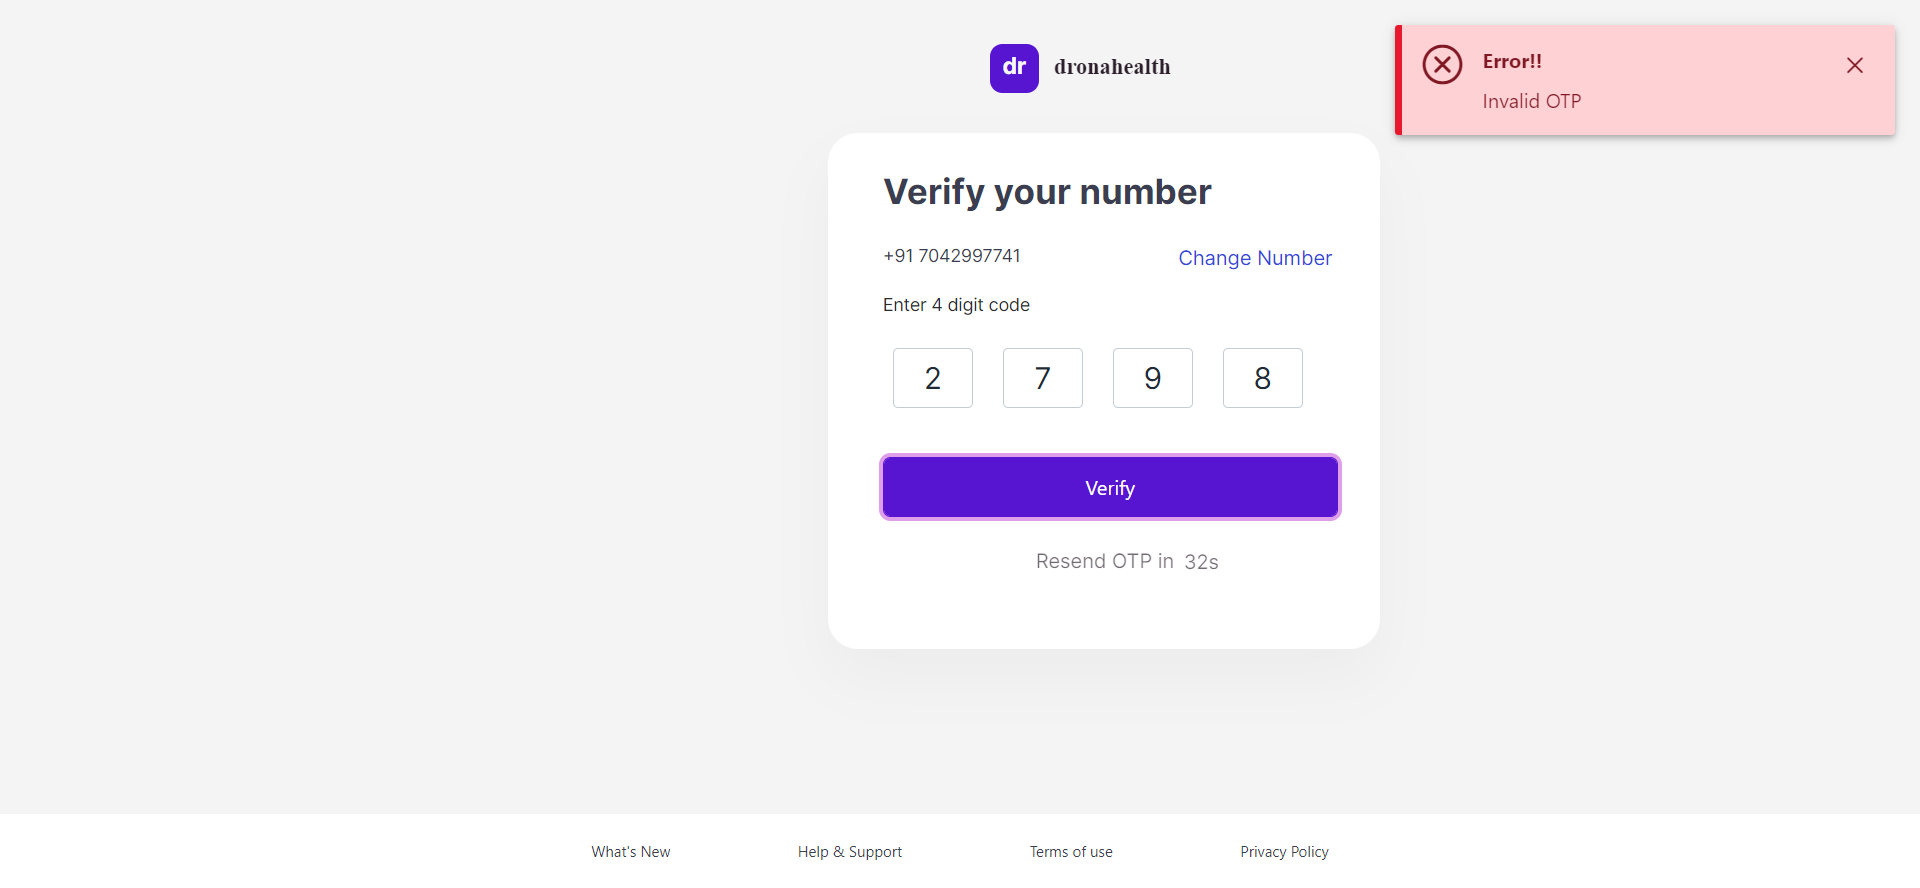 dr dronahealth
Error!!
Invalid OTP
Verify your number
+91 7042997741 Change Number
Enter 4 digit code
2 7 9 8
Verify
Resend OTP in 32s
What's New Help & Support Terms of use Privacy Policy